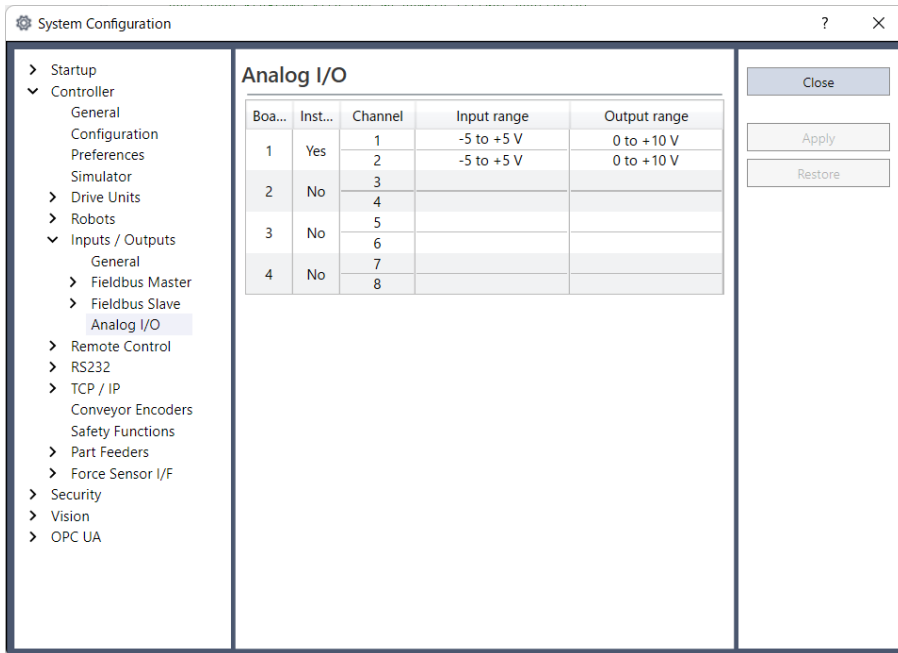 System Configuration
?
Startup
Controller
General
Configuration
Preferences
Simulator
Drive Units
Robots
Inputs / Outputs
General
Fieldbus Master
Fieldbus Slave
Analog I/O
Remote Control
RS232
TCP / IP
Conveyor Encoders
Safety Functions
Part Feeders
Force Sensor I/F
Security
Vision
OPC UA
Analog I/O
Boa... Inst... Channel Input range Output range
1 Yes 1 -5 to +5 V 0 to +10 V
2 -5 to +5 V 0 to +10 V
2 No 3
4
3 No 5
6
4 No 7
8
Close
Apply
Restore